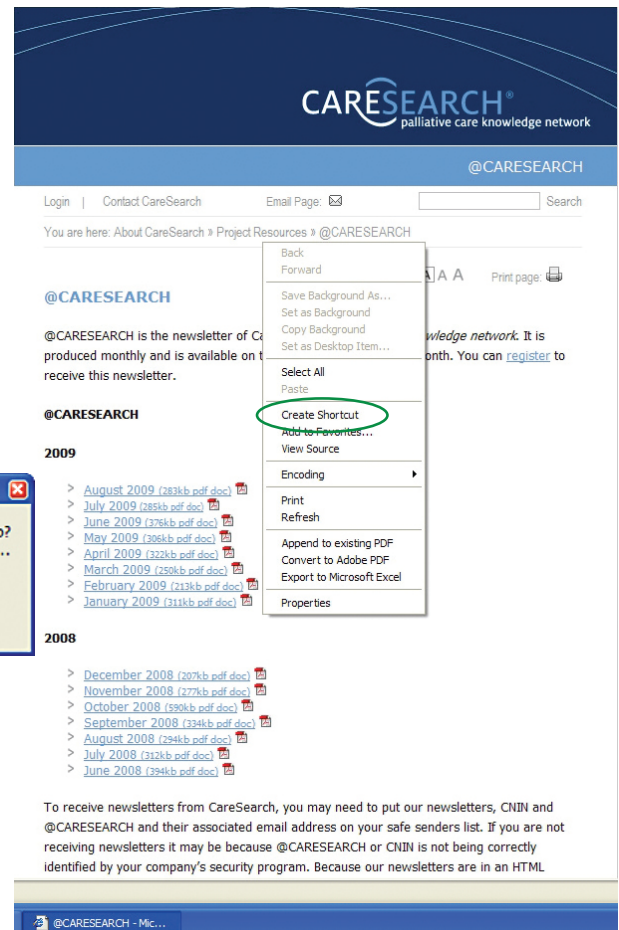 CARESEARCH®
palliative care knowledge network
@CARESEARCH
Login | Contact CareSearch Email Page: Search
You are here: About CareSearch » Project Resources » @CARESEARCH
A A A Print page:
@CARESEARCH
@CARESEARCH is the newsletter of Ca wledge network. It is
produced monthly and is available on t onth. You can register to
receive this newsletter.
@CARESEARCH
2009
> August 2009 (283kb pdf doc)
> July 2009 (285kb pdf doc)
> June 2009 (376kb pdf doc)
> May 2009 (306kb pdf doc)
> April 2009 (322kb pdf doc)
> March 2009 (250kb pdf doc)
> February 2009 (213kb pdf doc)
> January 2009 (311kb pdf doc)
Back
Forward
Save Background As...
Set as Background
Copy Background
Set as Desktop Item...
Select All
Paste
Create Shortcut
Add to Favorites...
View Source
Encoding
Print
Refresh
Append to existing PDF
Convert to Adobe PDF
Export to Microsoft Excel
Properties
2008
> December 2008 (207kb pdf doc)
> November 2008 (277kb pdf doc)
> October 2008 (590kb pdf doc)
> September 2008 (334kb pdf doc)
> August 2008 (294kb pdf doc)
> July 2008 (312kb pdf doc)
> June 2008 (394kb pdf doc)
To receive newsletters from CareSearch, you may need to put our newsletters, CNIN and
@CARESEARCH and their associated email address on your safe senders list. If you are not
receiving newsletters it may be because @CARESEARCH or CNIN is not being correctly
identified by your company's security program. Because our newsletters are in an HTML
@CARESEARCH - Mic...